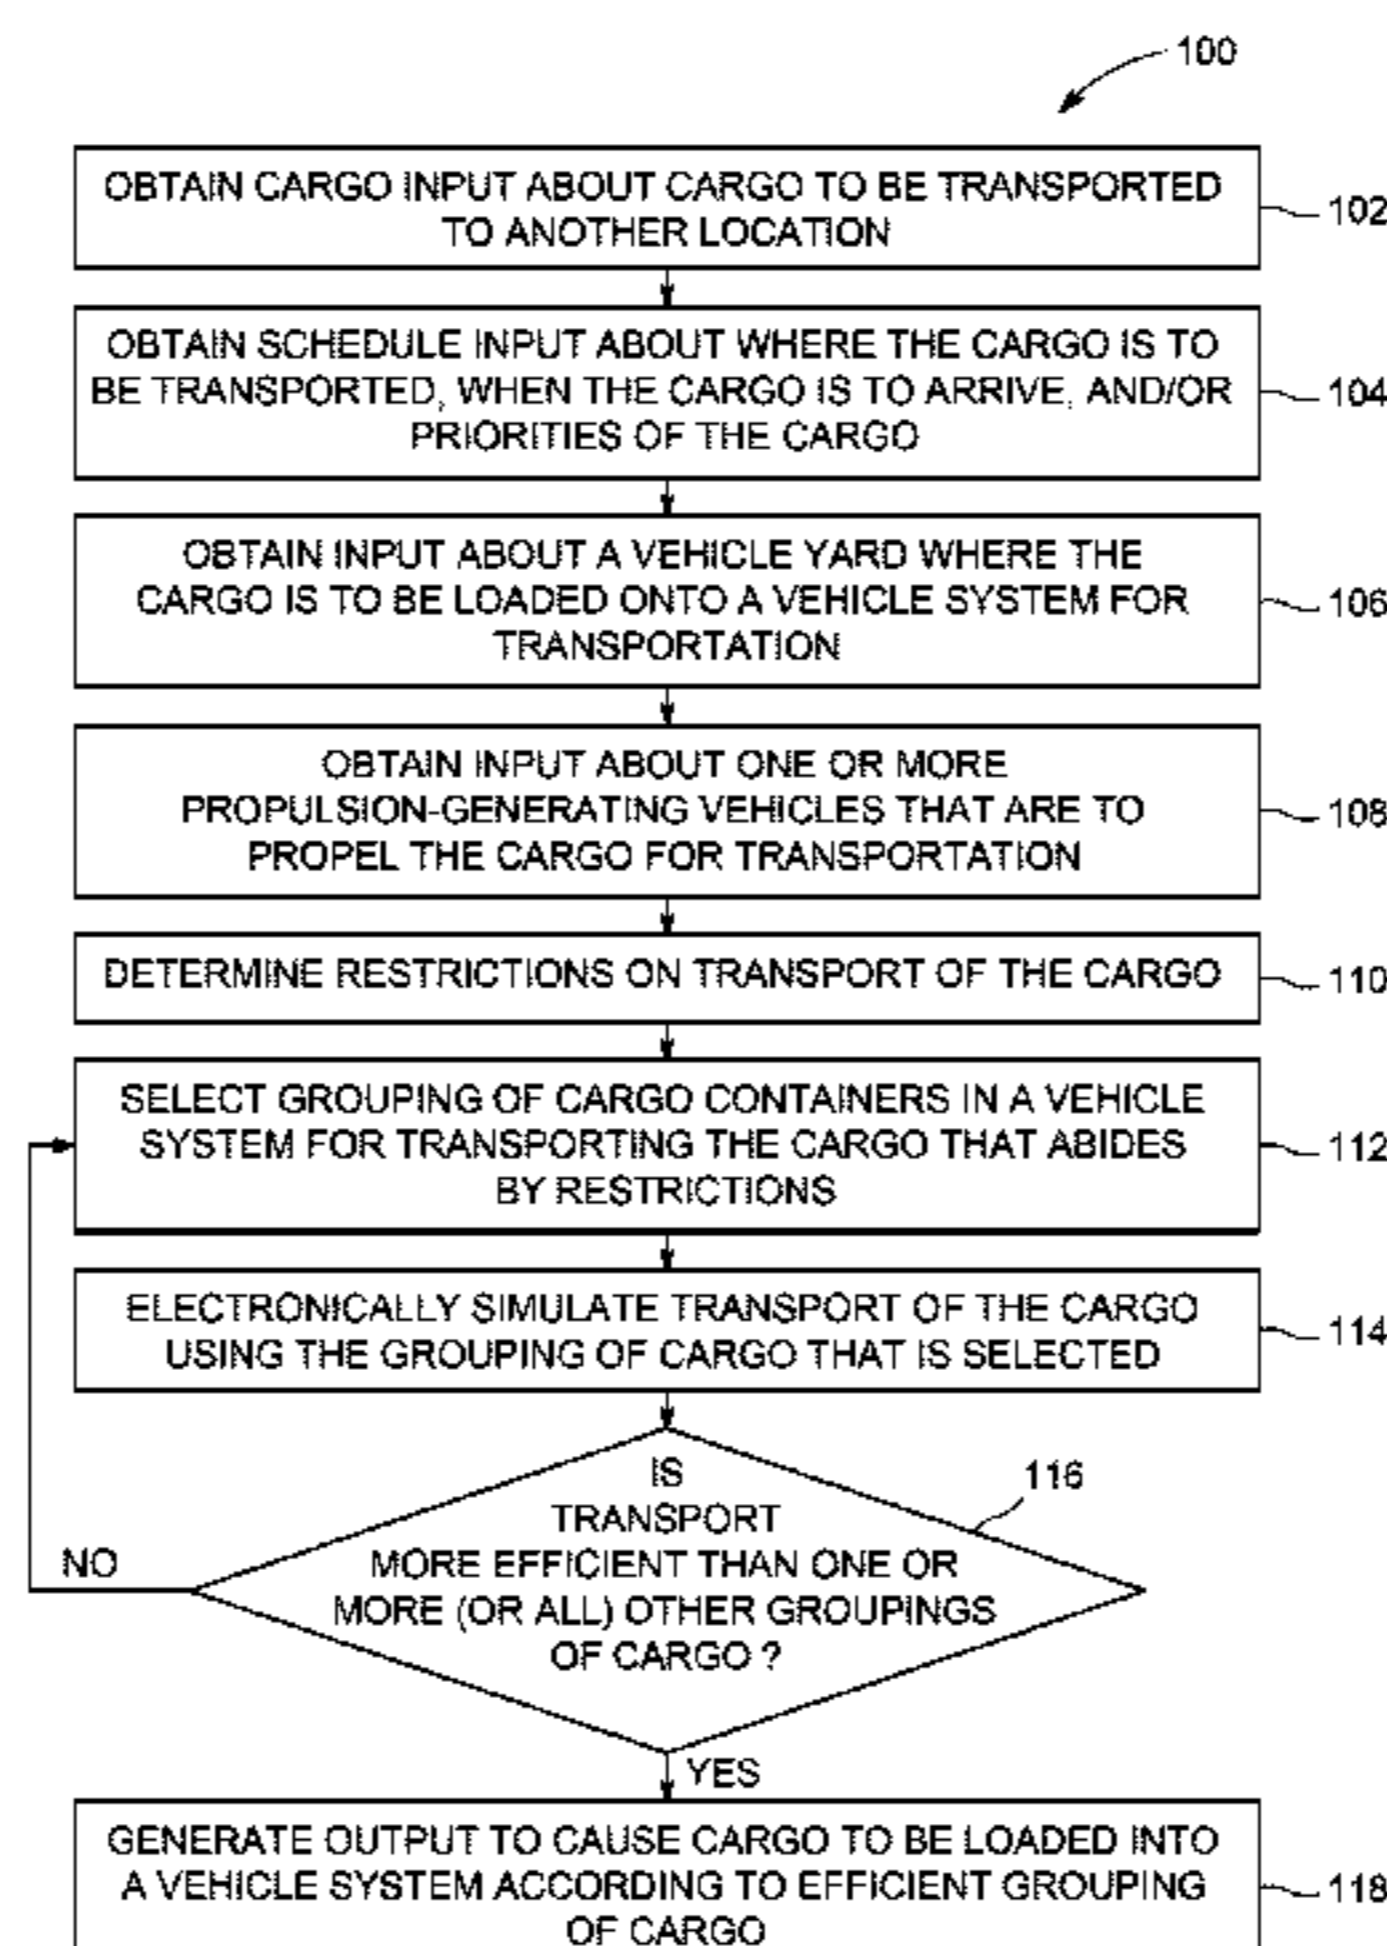 100
OBTAIN CARGO INPUT ABOUT CARGO TO BE TRANSPORTED
TO ANOTHER LOCATION
102
OBTAIN SCHEDULE INPUT ABOUT WHERE THE CARGO IS TO
BE TRANSPORTED, WHEN THE CARGO IS TO ARRIVE, AND/OR
PRIORITIES OF THE CARGO
104
OBTAIN INPUT ABOUT A VEHICLE YARD WHERE THE
CARGO IS TO BE LOADED ONTO A VEHICLE SYSTEM FOR
TRANSPORTATION
106
OBTAIN INPUT ABOUT ONE OR MORE
PROPULSION-GENERATING VEHICLES THAT ARE TO
PROPEL THE CARGO FOR TRANSPORTATION
108
DETERMINE RESTRICTIONS ON TRANSPORT OF THE CARGO
110
SELECT GROUPING OF CARGO CONTAINERS IN A VEHICLE
SYSTEM FOR TRANSPORTING THE CARGO THAT ABIDES
BY RESTRICTIONS
112
ELECTRONICALLY SIMULATE TRANSPORT OF THE CARGO
USING THE GROUPING OF CARGO THAT IS SELECTED
114
IS
TRANSPORT
MORE EFFICIENT THAN ONE OR
MORE (OR ALL) OTHER GROUPINGS
OF CARGO ?
116
NO
YES
GENERATE OUTPUT TO CAUSE CARGO TO BE LOADED INTO
A VEHICLE SYSTEM ACCORDING TO EFFICIENT GROUPING
OF CARGO
118